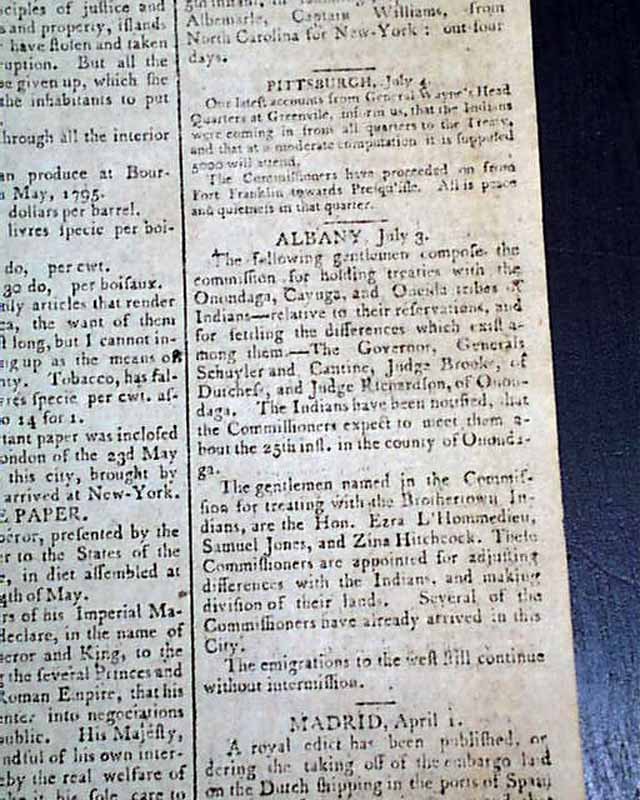 ciples of justice and
and property, islands
have stolen and taken
ruption. But all the
be given up, which she
the inhabitants to put
through all the interior
an produce at Bour-
May, 1795.
dollars per barrel.
livres specie per boi-
do, per cwt.
30 do, per boisaux.
nly articles that render
ea, the want of them
long, but I cannot in-
g up as the means of
nty. Tobacco, has fal-
res specie per cwt. as-
14 for 1.
tant paper was inclosed
ondon of the 23d May
this city, brought by
arrived at New-York.
E PAPER.
peror, presented by the
er to the States of the
e, in diet assembled at
4th of May.
rs of his Imperial Ma-
declare, in the name of
eror and King, to the
the several Princes and
Roman Empire, that his
enter into negociations
public. His Majesty,
ndful of his own inter-
eby the real welfare of
it his sole care to
Albemarle, Captain Williams, from
North Carolina for New-York: out four
days.
PITTSBURGH, July 4.
Our latest accounts from General Wayne's Head
Quarters at Greenvile, inform us, that the Indians
were coming in from all quarters to the Treaty,
and that at a moderate computation it is supposed
5000 will attend.
The Commissioners have proceeded on from
Fort Franklin towards Presqu'isle. All is peace
and quietness in that quarter.
ALBANY, July 3.
The following gentlemen compose the
commission for holding treaties with the
Onondaga, Cayuga, and Oneida tribes of
Indians—relative to their reservations, and
for settling the differences which exist a-
mong them.—The Governor, Generals
Schuyler and Cantine, Judge Brooks, of
Dutchess, and Judge Richardson, of Onon-
daga. The Indians have been notified, that
the Commissioners expect to meet them a-
bout the 25th inst. in the county of Ononda-
ga.
The gentlemen named in the Commis-
sion for treating with the Brothertown In-
dians, are the Hon. Ezra L'Hommedieu,
Samuel Jones, and Zina Hitchcock. These
Commissioners are appointed for adjusting
differences with the Indians, and making
division of their lands. Several of the
Commissioners have already arrived in this
City.
The emigrations to the west still continue
without intermission.
MADRID, April 1.
A royal edict has been published, or
dering the taking off of the embargo laid
on the Dutch shipping in the ports of Spain